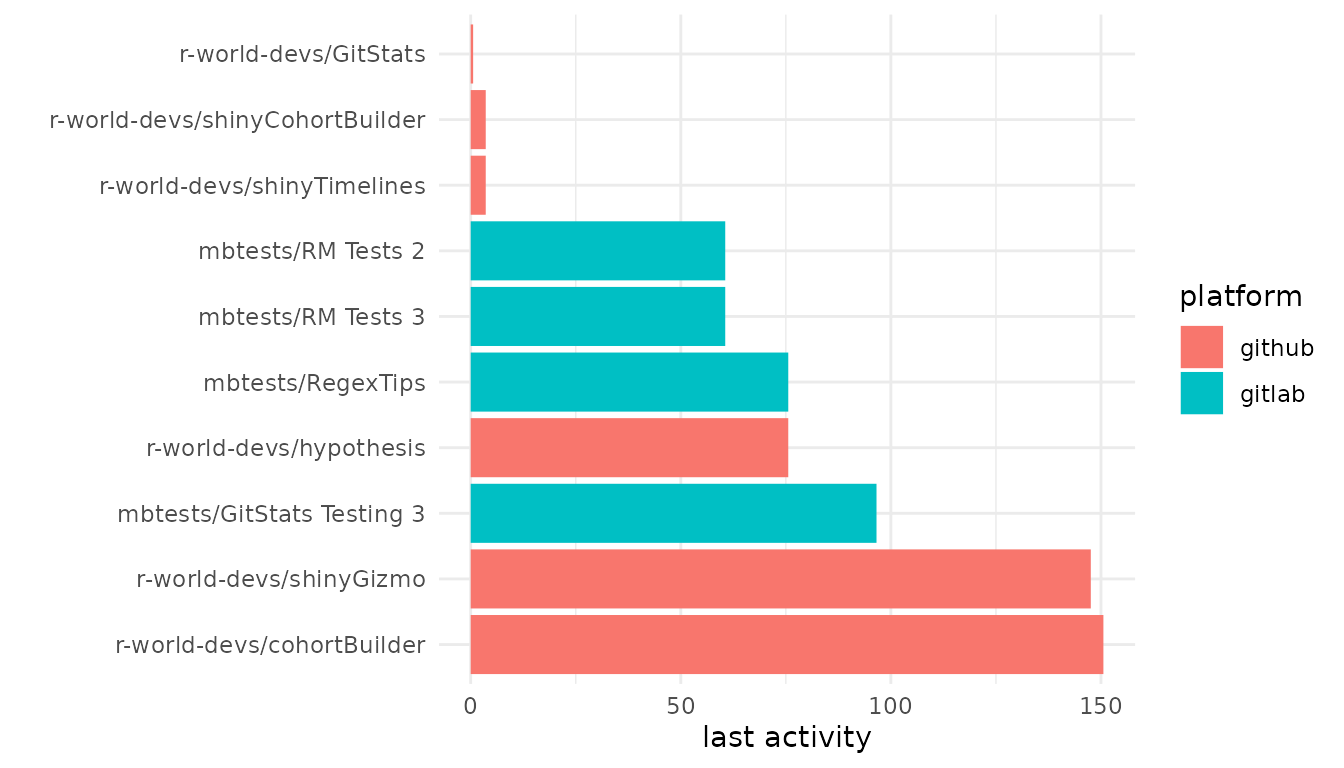 r-world-devs/GitStats
r-world-devs/shinyCohortBuilder
r-world-devs/shinyTimelines
mbtests/RM Tests 2
mbtests/RM Tests 3
mbtests/RegexTips
r-world-devs/hypothesis
mbtests/GitStats Testing 3
r-world-devs/shinyGizmo
r-world-devs/cohortBuilder
0 50 100 150
last activity
platform
github
gitlab